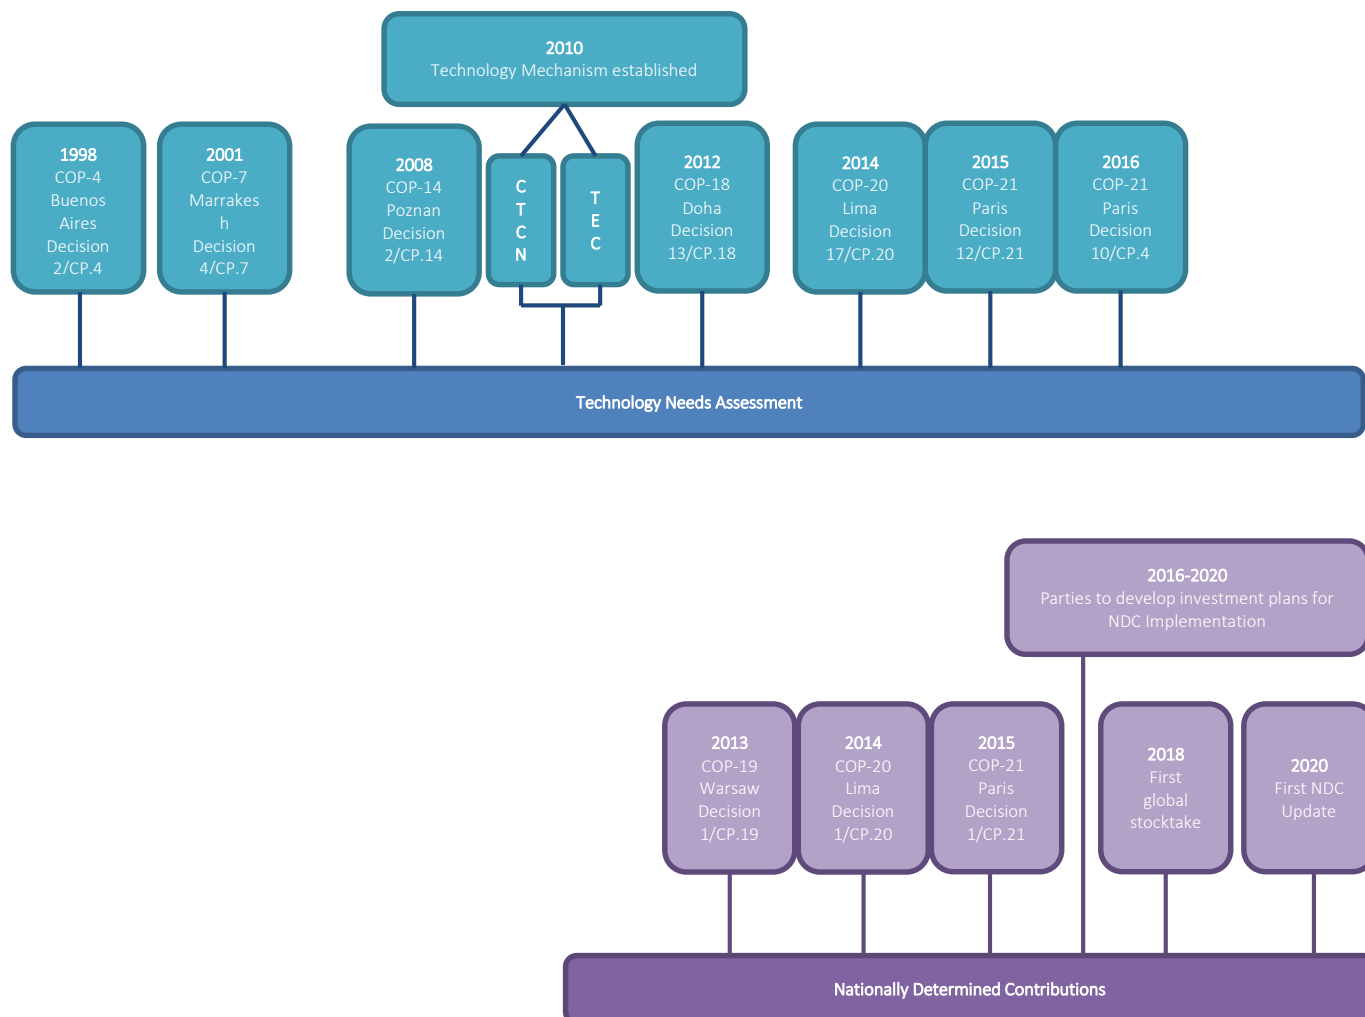 2010
Technology Mechanism established
1998
COP-4
Buenos
Aires
Decision
2/CP.4
2001
COP-7
Marrakes
h
Decision
4/CP.7
2008
COP-14
Poznan
Decision
2/CP.14
C
T
C
N
T
E
C
2012
COP-18
Doha
Decision
13/CP.18
2014
COP-20
Lima
Decision
17/CP.20
2015
COP-21
Paris
Decision
12/CP.21
2016
COP-21
Paris
Decision
10/CP.4
Technology Needs Assessment
2016-2020
Parties to develop investment plans for
NDC Implementation
2013
COP-19
Warsaw
Decision
1/CP.19
2014
COP-20
Lima
Decision
1/CP.20
2015
COP-21
Paris
Decision
1/CP.21
2018
First
global
stocktake
2020
First NDC
Update
Nationally Determined Contributions